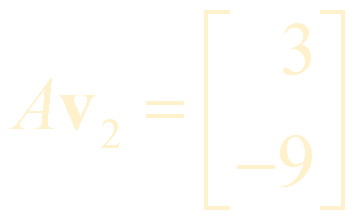 Av₂ = [ 3
−9 ]